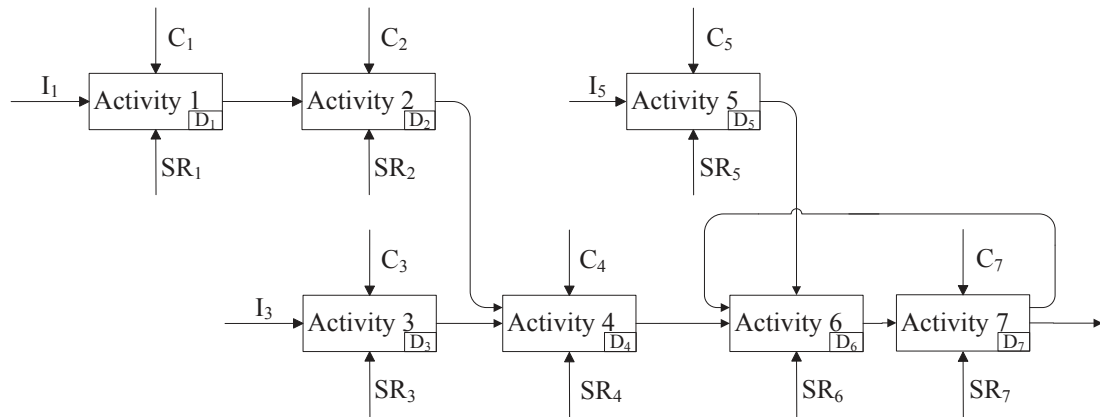 C₁
C₂
C₅
I₁
Activity 1
D₁
Activity 2
D₂
I₅
Activity 5
D₅
SR₁
SR₂
SR₅
C₃
C₄
C₇
I₃
Activity 3
D₃
Activity 4
D₄
Activity 6
D₆
Activity 7
D₇
SR₃
SR₄
SR₆
SR₇